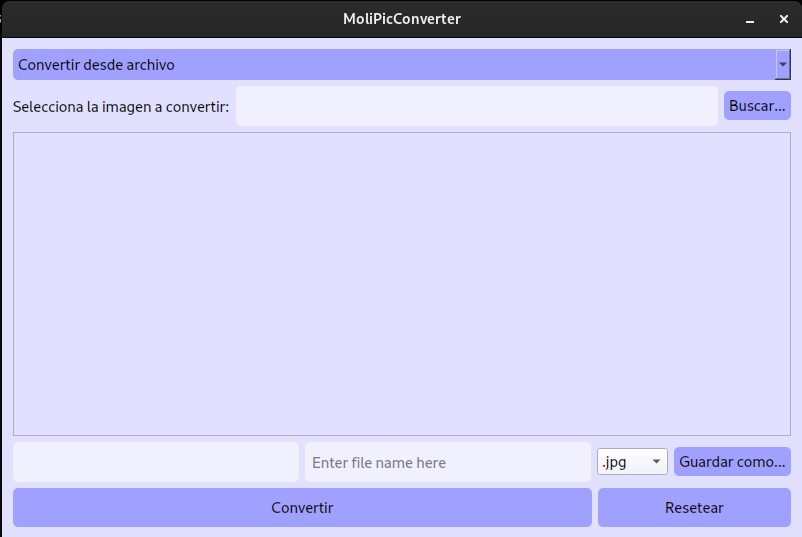 MoliPicConverter
Convertir desde archivo
Selecciona la imagen a convertir: Buscar...
Enter file name here .jpg Guardar como...
Convertir Resetear